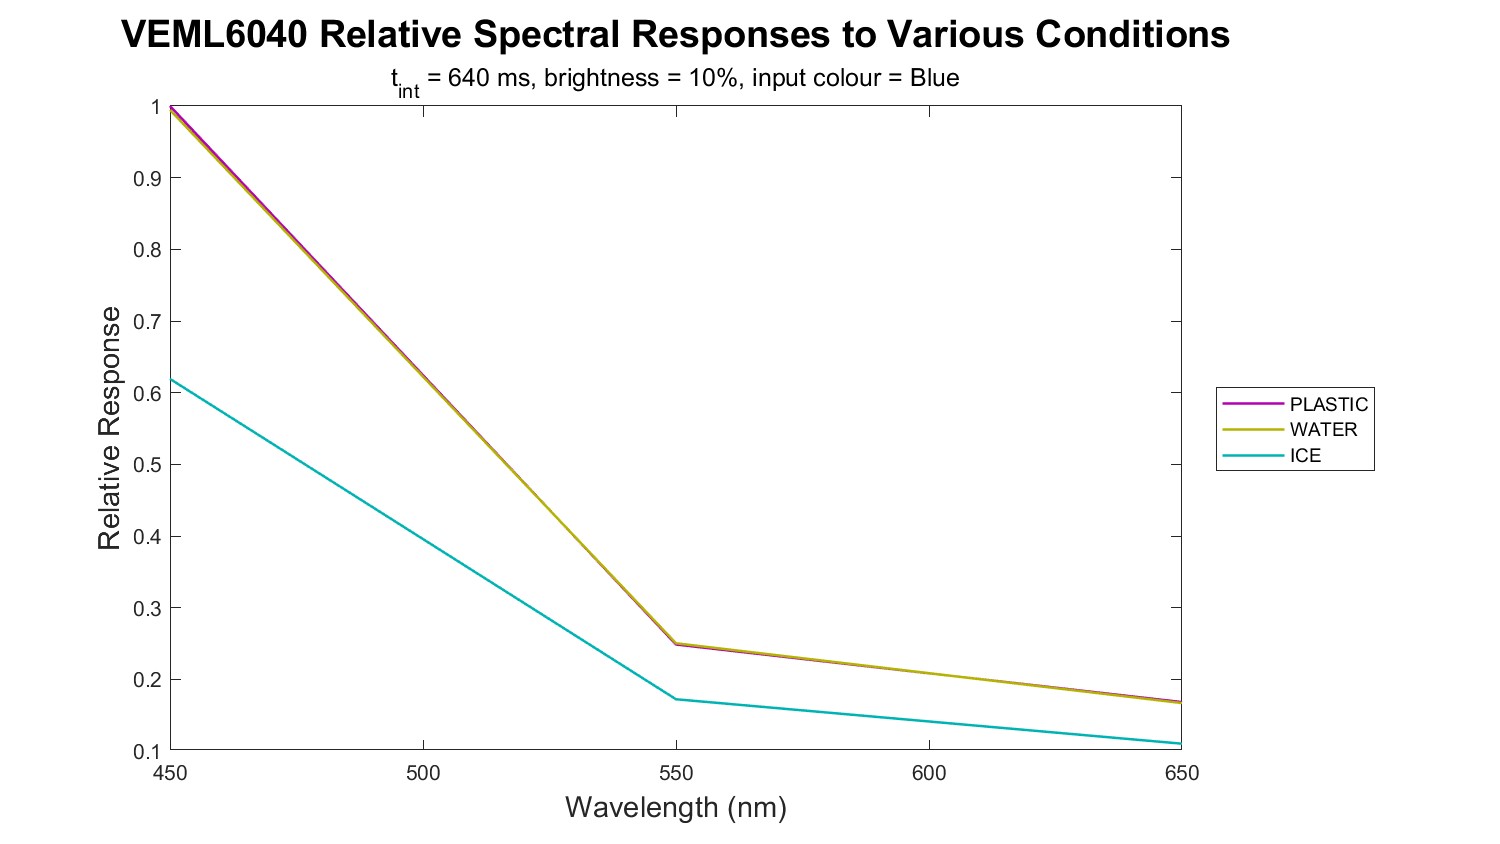 VEML6040 Relative Spectral Responses to Various Conditions
t_int = 640 ms, brightness = 10%, input colour = Blue
1
0.9
0.8
0.7
0.6
0.5
0.4
0.3
0.2
0.1
Relative Response
450 500 550 600 650
Wavelength (nm)
PLASTIC
WATER
ICE